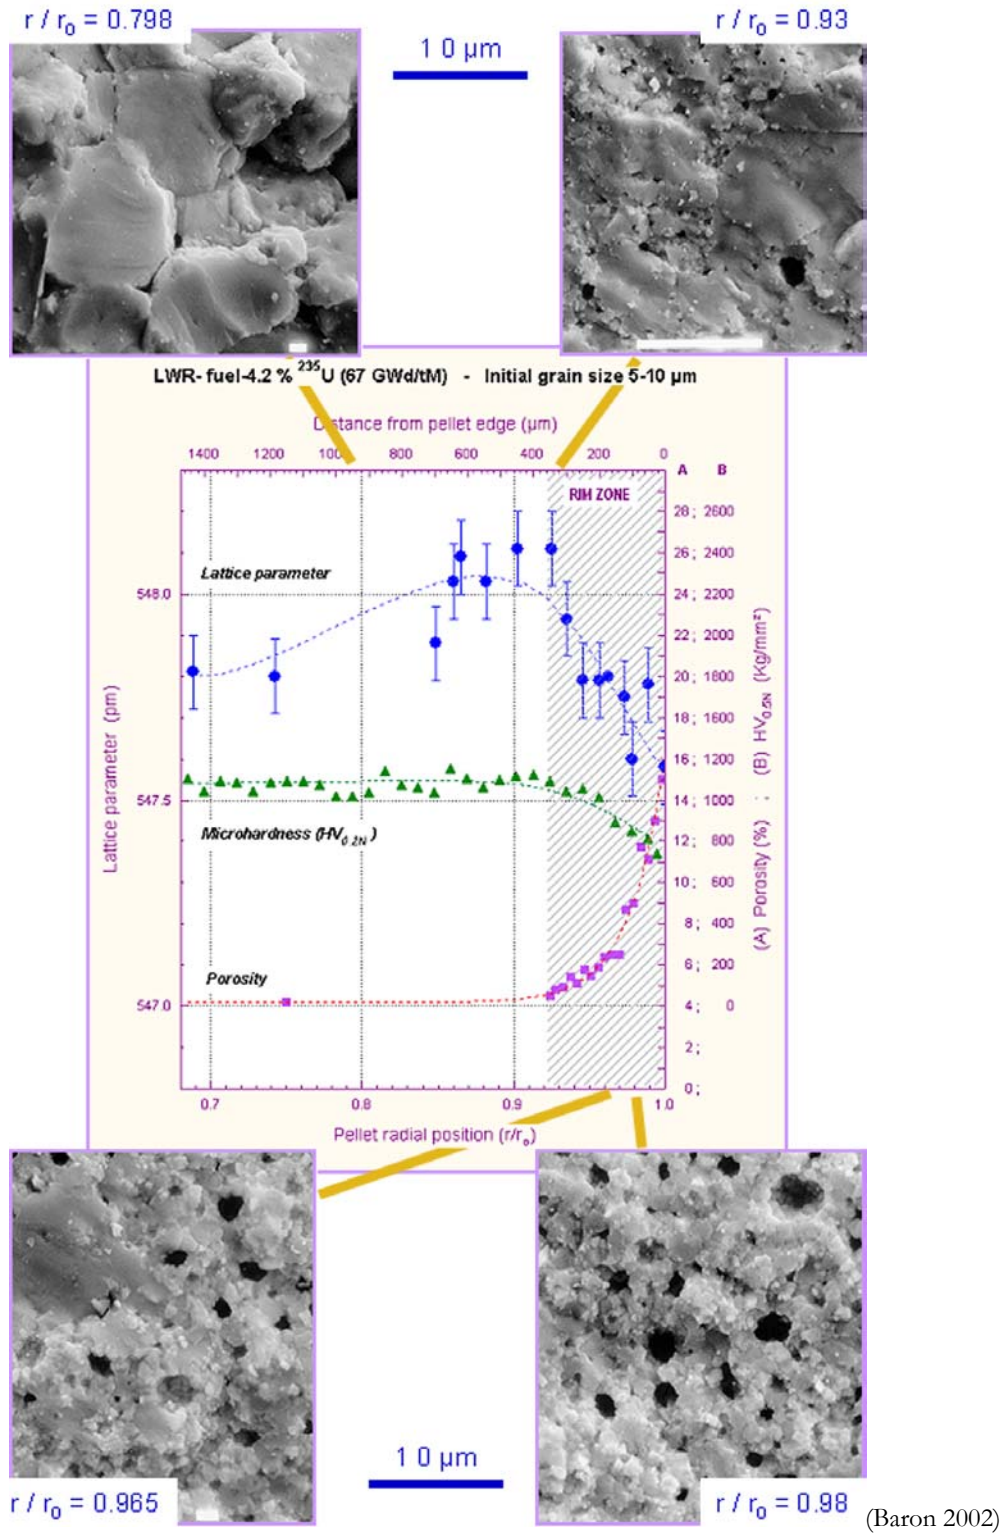 r / r0 = 0.798
r / r0 = 0.93
1 0 µm
LWR- fuel-4.2 % 235U (67 GWd/tM) - Initial grain size 5-10 µm
Distance from pellet edge (µm)
1400 1200 1000 800 600 400 200 0
A B
RIM ZONE
28 ; 2600
26 ; 2400
Lattice parameter
548.0
24 ; 2200
22 ; 2000
20 ; 1800
18 ; 1600
16 ; 1200
547.5
14 ; 1000
Microhardness (HV0.2N)
12 ; 800
10 ; 600
8 ; 400
Porosity
6 ; 200
547.0
4 ; 0
2 ;
0 ;
Lattice parameter (pm)
(A) Porosity (%) ; (B) HV0.5N (Kg/mm²)
0.7 0.8 0.9 1.0
Pellet radial position (r/ro)
1 0 µm
r / r0 = 0.965
r / r0 = 0.98
(Baron 2002)